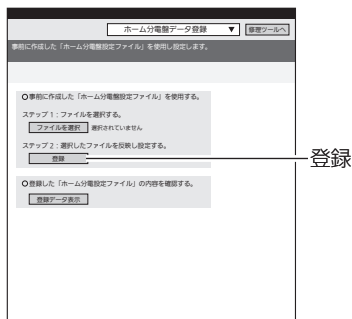 ホーム分電盤データ登録 ▼ 修理ツールへ
事前に作成した「ホーム分電盤設定ファイル」を使用し設定します。
事前に作成した「ホーム分電盤設定ファイル」を使用する。
ステップ1：ファイルを選択する。
ファイルを選択 選択されていません
ステップ2：選択したファイルを反映し設定する。
登録
登録
登録した「ホーム分電設定ファイル」の内容を確認する。
登録データ表示